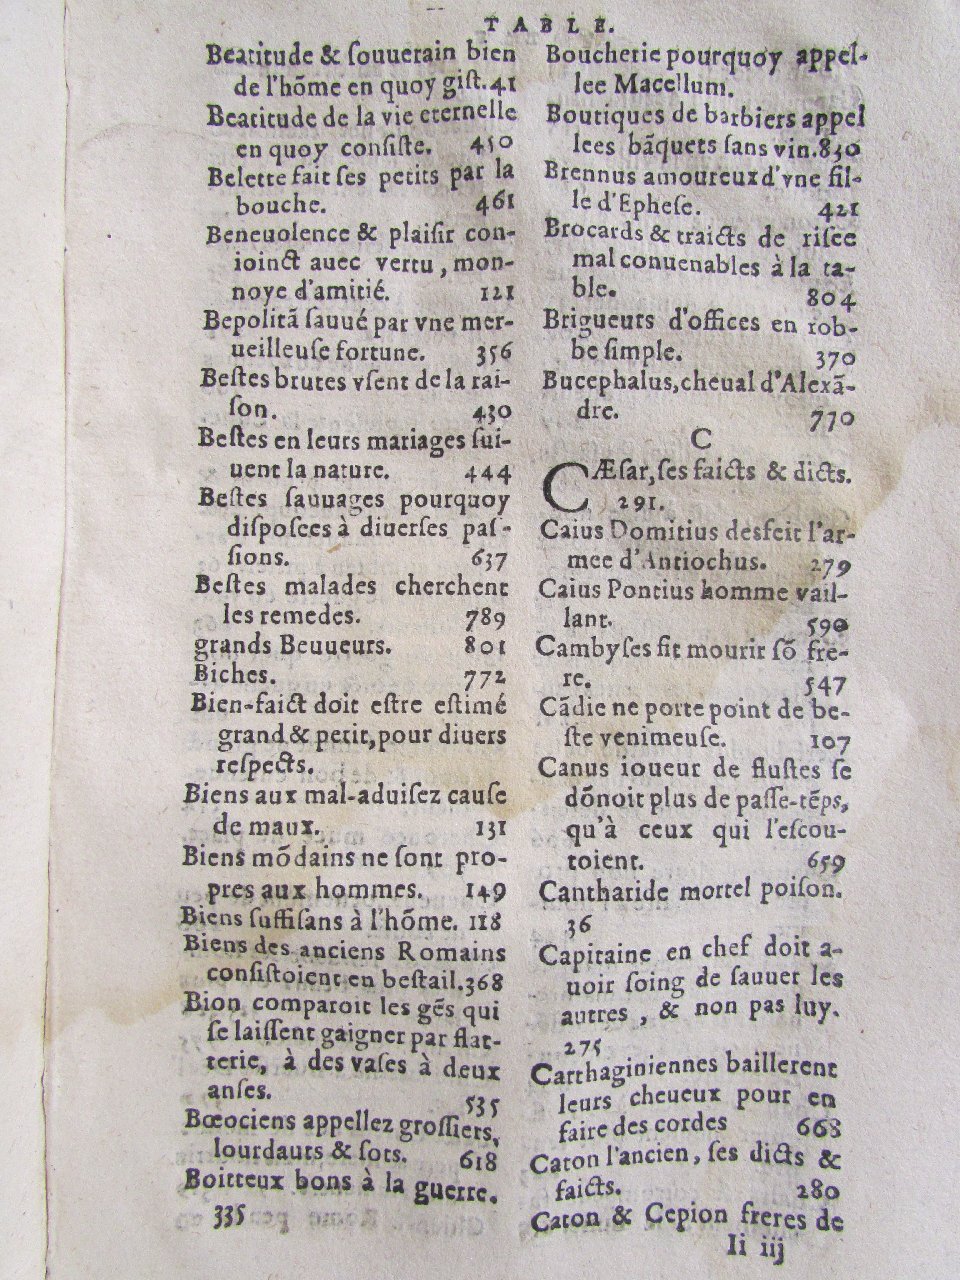 TABLE.
Beatitude & ſouuerain bien
de l'hõme en quoy giſt.41
Beatitude de la vie eternelle
en quoy conſiſte. 450
Belette fait ſes petits par la
bouche. 461
Beneuolence & plaiſir con-
ioinct auec vertu, mon-
noye d'amitié. 121
Bepolitã ſauué par vne mer-
ueilleuſe fortune. 356
Beſtes brutes vſent de la rai-
ſon. 430
Beſtes en leurs mariages ſui-
uent la nature. 444
Beſtes ſauuages pourquoy
diſpoſees à diuerſes paſ-
ſions. 637
Beſtes malades cherchent
les remedes. 789
grands Beuueurs. 801
Biches. 772
Bien-faict doit eſtre eſtimé
grand & petit, pour diuers
reſpects.
Biens aux mal-aduiſez cauſe
de maux. 131
Biens mõdains ne ſont pro-
pres aux hommes. 149
Biens ſuffiſans à l'hõme. 118
Biens des anciens Romains
conſiſtoient en beſtail.368
Bion comparoit les gẽs qui
ſe laiſſent gaigner par flat-
terie, à des vaſes à deux
anſes. 535
Bœociens appellez groſſiers,
lourdauts & ſots. 618
Boitteux bons à la guerre.
335
Boucherie pourquoy appel-
lee Macellum.
Boutiques de barbiers appel
lees bãquets ſans vin.830
Brennus amoureux d'vne fil-
le d'Epheſe. 421
Brocards & traicts de riſee
mal conuenables à la ta-
ble. 804
Brigueurs d'offices en rob-
be ſimple. 370
Bucephalus, cheual d'Alexã-
dre. 770
C
CÆſar, ſes faicts & dicts.
291.
Caius Domitius desfeit l'ar-
mee d'Antiochus. 279
Caius Pontius homme vail-
lant. 590
Cambyſes fit mourir ſõ fre-
re. 547
Cãdie ne porte point de be-
ſte venimeuſe. 107
Canus ioueur de fluſtes ſe
dõnoit plus de paſſe-tẽps,
qu'à ceux qui l'eſcou-
toient. 659
Cantharide mortel poiſon.
36
Capitaine en chef doit a-
uoir ſoing de ſauuer les
autres, & non pas luy.
275
Carthaginiennes baillerent
leurs cheueux pour en
faire des cordes 668
Caton l'ancien, ſes dicts &
faicts. 280
Caton & Cepion freres de
Ii iij